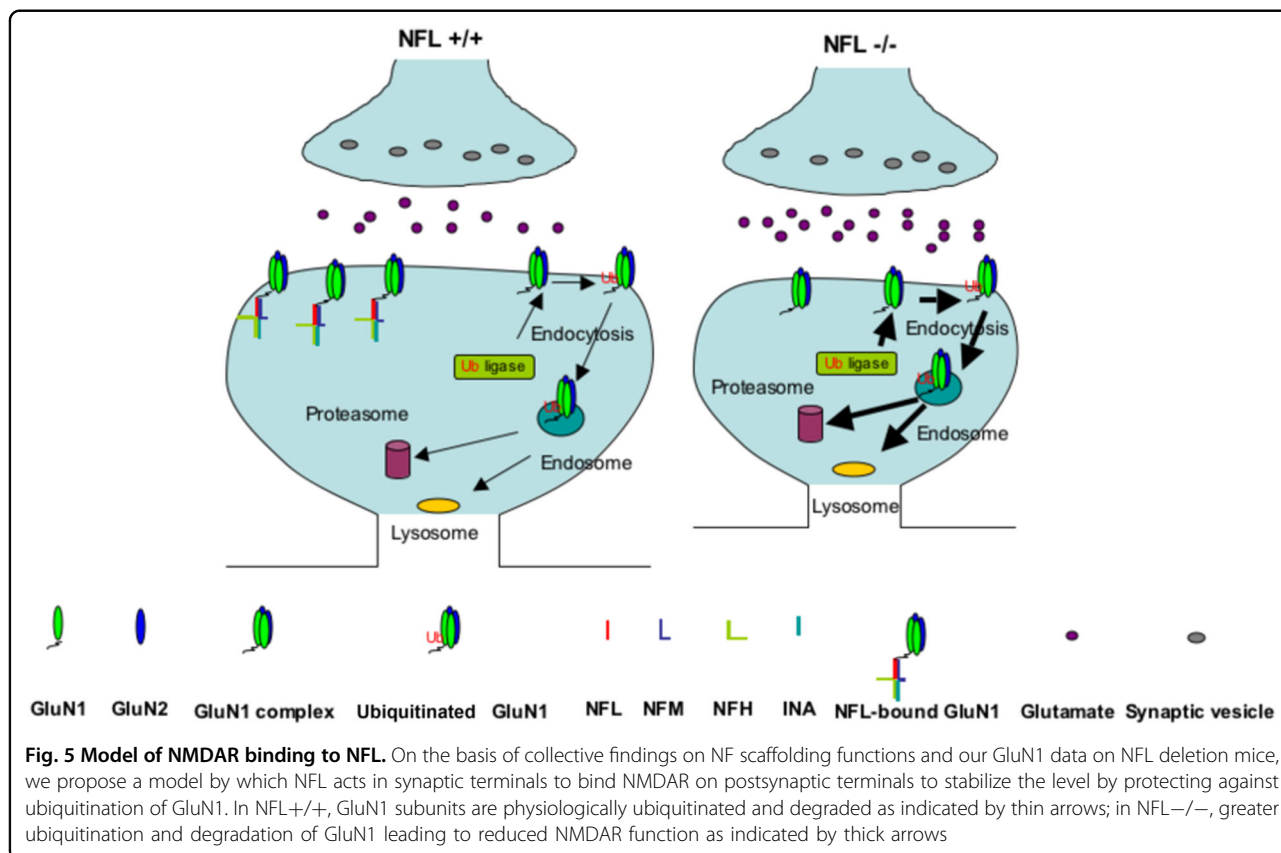 NFL +/+
NFL -/-
Ub
Endocytosis
Ub ligase
Ub
Proteasome
Endosome
Lysosome
Ub
Endocytosis
Ub ligase
Ub
Proteasome
Endosome
Lysosome
Ub
GluN1 GluN2 GluN1 complex Ubiquitinated GluN1 NFL NFM NFH INA NFL-bound GluN1 Glutamate Synaptic vesicle
Fig. 5 Model of NMDAR binding to NFL. On the basis of collective findings on NF scaffolding functions and our GluN1 data on NFL deletion mice,
we propose a model by which NFL acts in synaptic terminals to bind NMDAR on postsynaptic terminals to stabilize the level by protecting against
ubiquitination of GluN1. In NFL+/+, GluN1 subunits are physiologically ubiquitinated and degraded as indicated by thin arrows; in NFL−/−, greater
ubiquitination and degradation of GluN1 leading to reduced NMDAR function as indicated by thick arrows